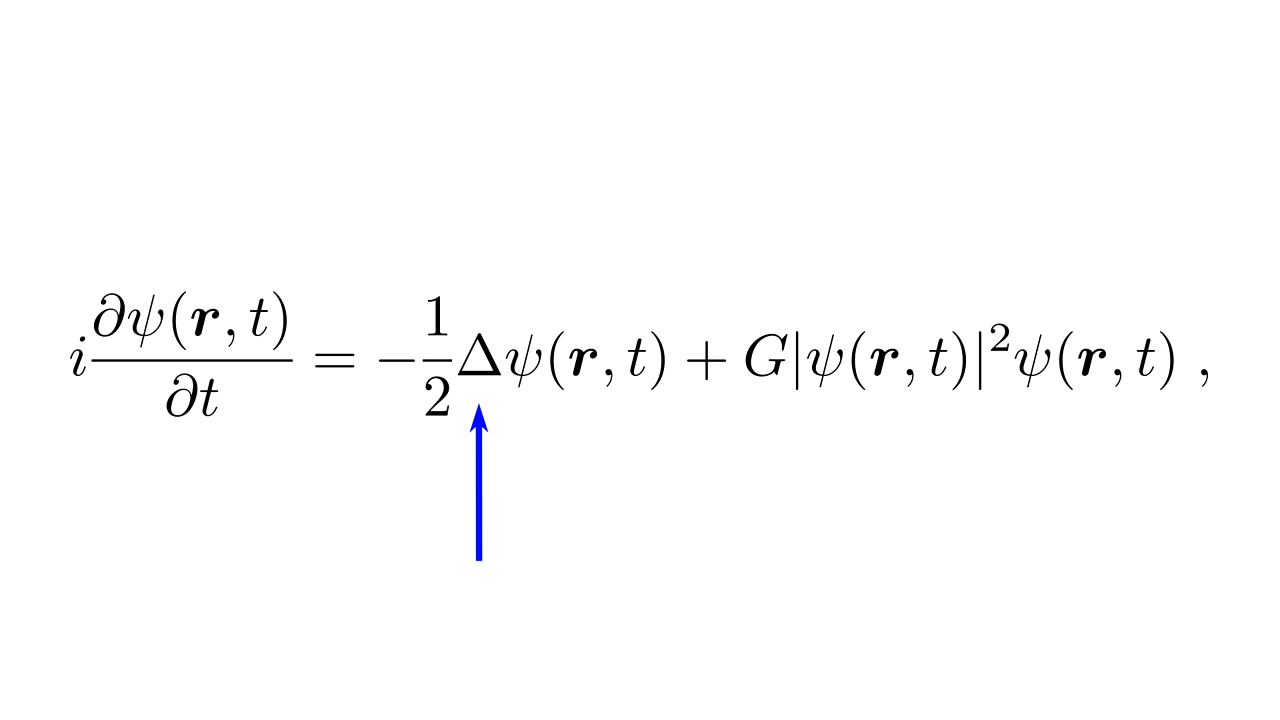 i ∂ψ(r, t)/∂t = −1/2 Δψ(r, t) + G|ψ(r, t)|²ψ(r, t) ,